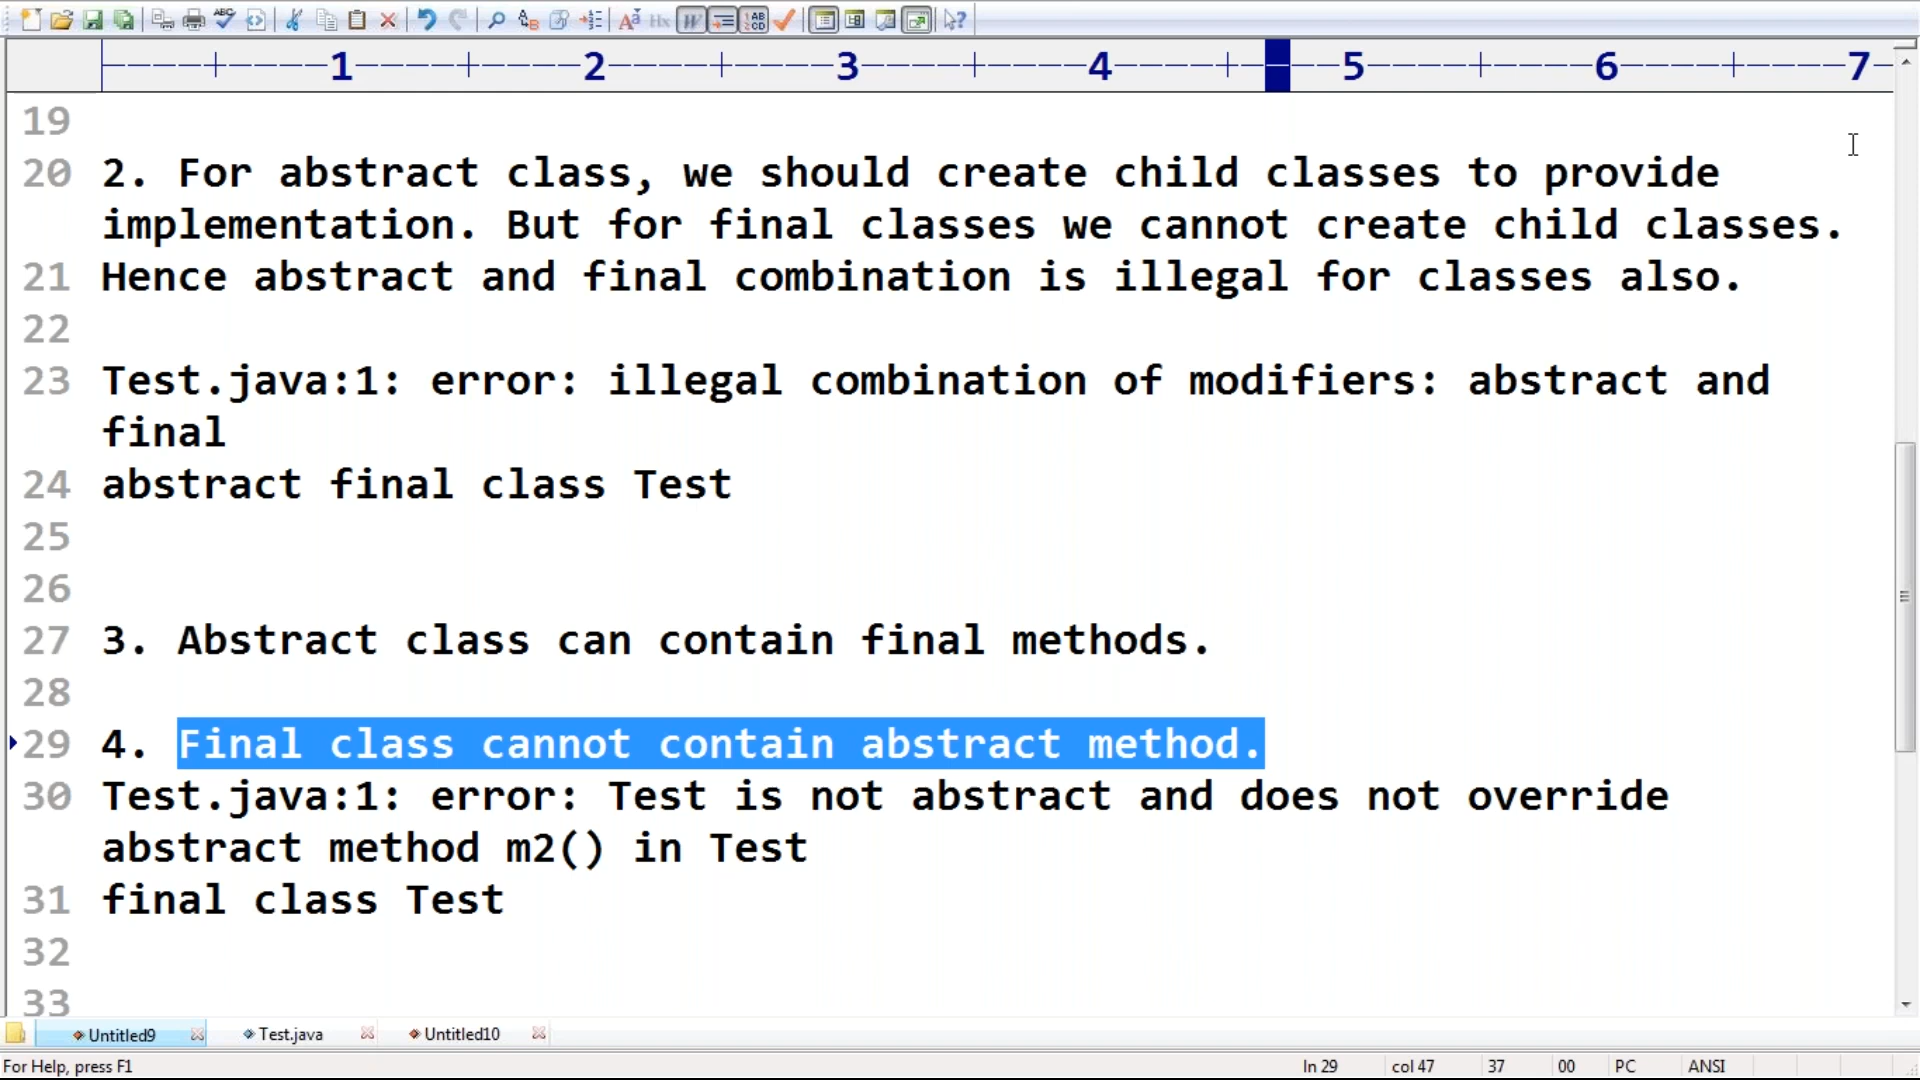 1 2 3 4 5 6 7
19
20 2. For abstract class, we should create child classes to provide
implementation. But for final classes we cannot create child classes.
21 Hence abstract and final combination is illegal for classes also.
22
23 Test.java:1: error: illegal combination of modifiers: abstract and
final
24 abstract final class Test
25
26
27 3. Abstract class can contain final methods.
28
29 4. Final class cannot contain abstract method.
30 Test.java:1: error: Test is not abstract and does not override
abstract method m2() in Test
31 final class Test
32
33
Untitled9 Test.java Untitled10
For Help, press F1 ln 29 col 47 37 00 PC ANSI